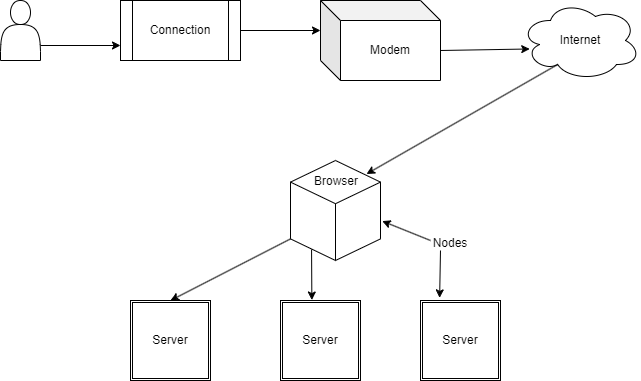 Connection
Modem
Internet
Browser
Nodes
Server
Server
Server